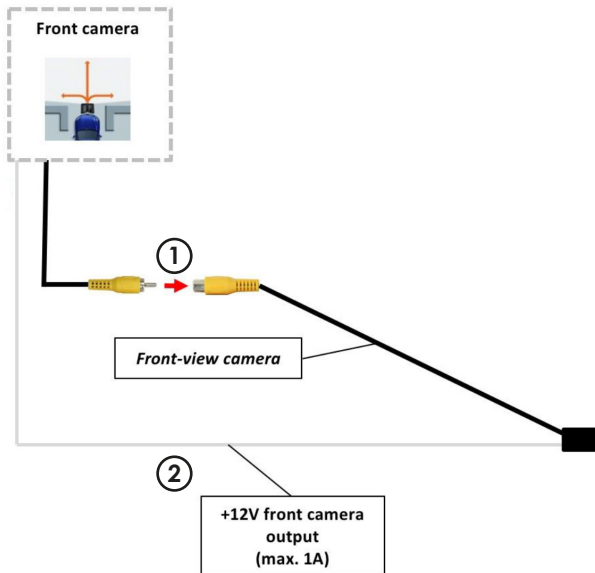 Front camera
1
Front-view camera
2
+12V front camera
output
(max. 1A)